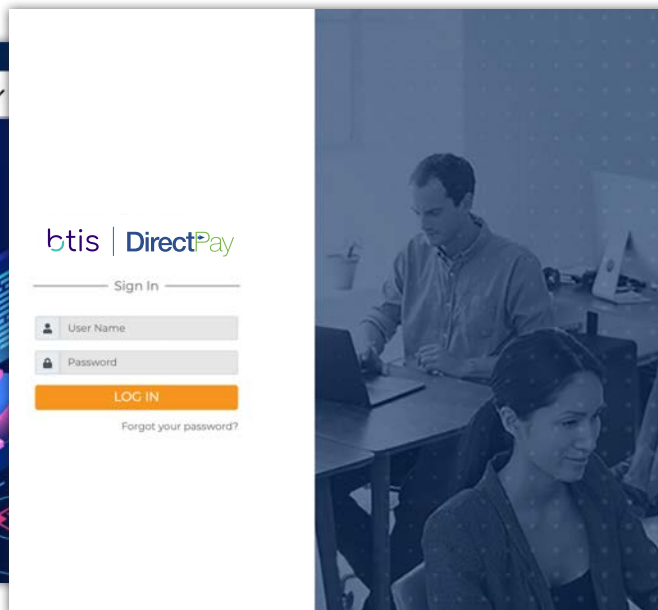 btis | DirectPay
Sign In
User Name
Password
LOG IN
Forgot your password?